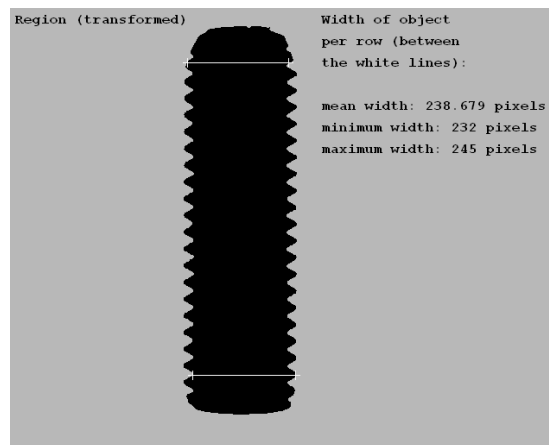 Region (transformed)
Width of object
per row (between
the white lines):
mean width: 238.679 pixels
minimum width: 232 pixels
maximum width: 245 pixels